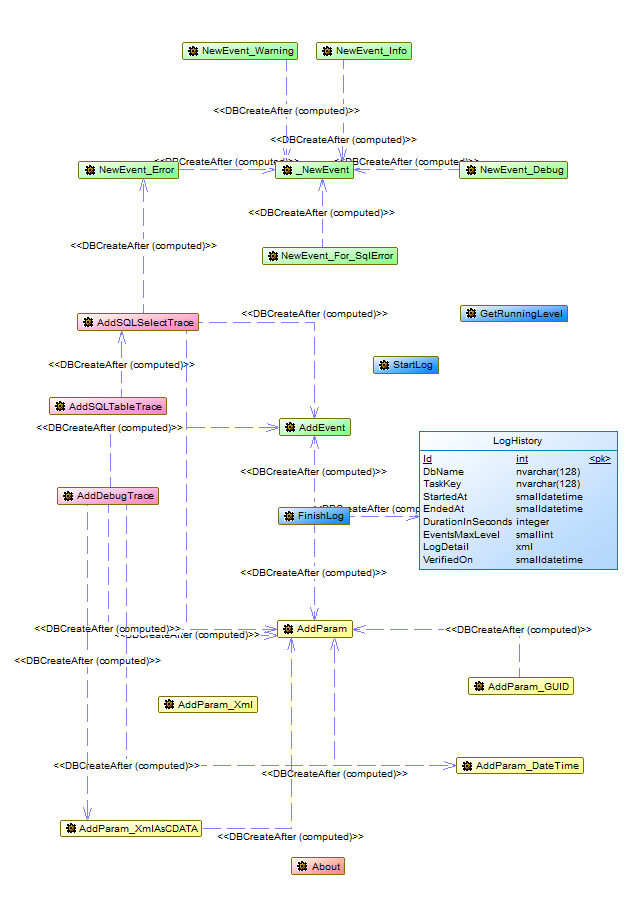 NewEvent_Warning
NewEvent_Info
<<DBCreateAfter (computed)>>
<<DBCreateAfter (computed)>>
<<DBCreateAfter (computed)>>
<<DBCreateAfter (computed)>>
NewEvent_Error
_NewEvent
NewEvent_Debug
<<DBCreateAfter (computed)>>
<<DBCreateAfter (computed)>>
NewEvent_For_SqlError
<<DBCreateAfter (computed)>>
GetRunningLevel
AddSQLSelectTrace
<<DBCreateAfter (computed)>>
StartLog
AddSQLTableTrace
<<DBCreateAfter (computed)>>
AddEvent
LogHistory
Id int <pk>
DbName nvarchar(128)
TaskKey nvarchar(128)
StartedAt smalldatetime
EndedAt smalldatetime
DurationInSeconds integer
EventsMaxLevel smallint
LogDetail xml
VerifiedOn smalldatetime
<<DBCreateAfter (computed)>>
AddDebugTrace
<<DBCreateAfter (computed)>>
FinishLog
<<DBCreateAfter (computed)>>
<<DBCreateAfter (computed)>>
<<DBCreateAfter (computed)>>
AddParam
<<DBCreateAfter (computed)>>
<<DBCreateAfter (computed)>>
AddParam_GUID
AddParam_Xml
<<DBCreateAfter (computed)>>
<<DBCreateAfter (computed)>>
AddParam_DateTime
AddParam_XmlAsCDATA
<<DBCreateAfter (computed)>>
About